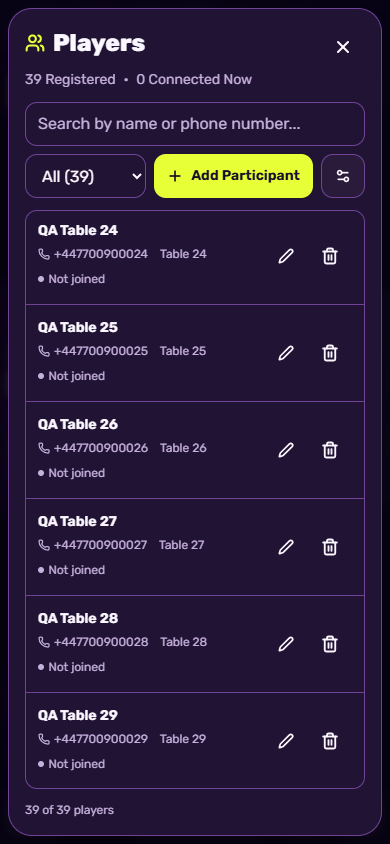 Players
39 Registered • 0 Connected Now
Search by name or phone number...
All (39)
Add Participant
QA Table 24
+447700900024 Table 24
Not joined
QA Table 25
+447700900025 Table 25
Not joined
QA Table 26
+447700900026 Table 26
Not joined
QA Table 27
+447700900027 Table 27
Not joined
QA Table 28
+447700900028 Table 28
Not joined
QA Table 29
+447700900029 Table 29
Not joined
39 of 39 players